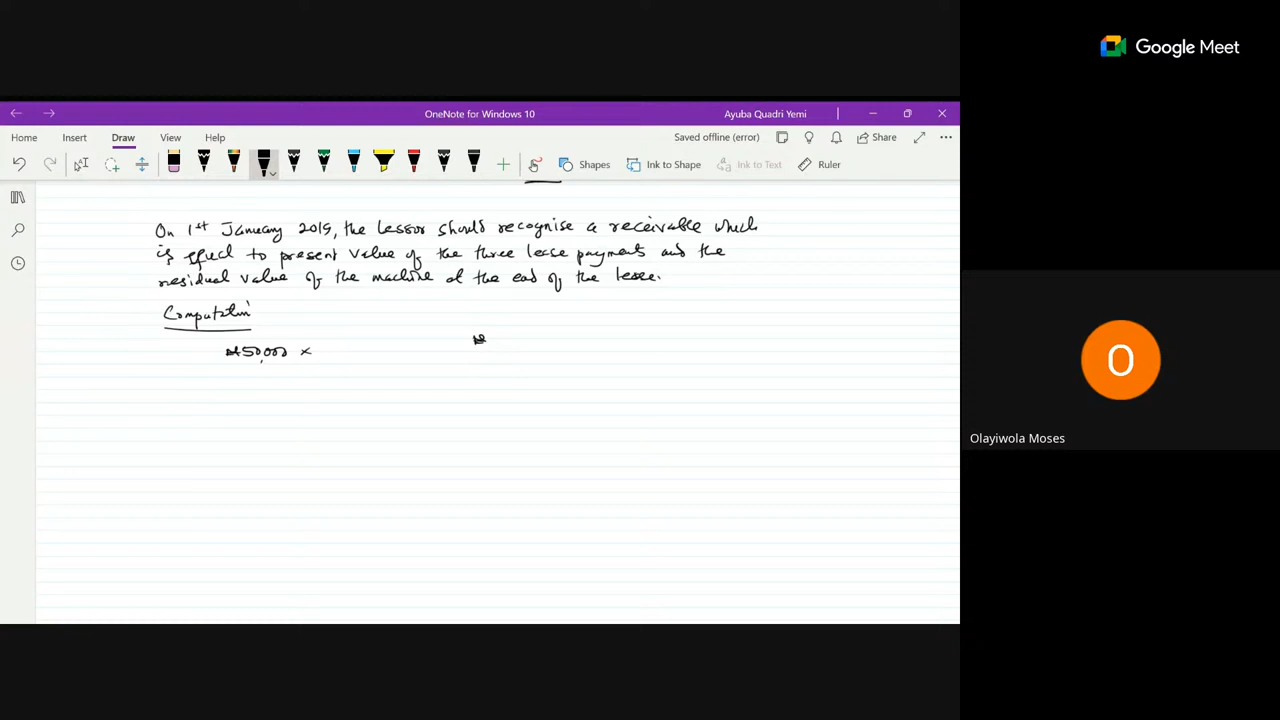 Google Meet
OneNote for Windows 10
Ayuba Quadri Yemi
Home Insert Draw View Help
Saved offline (error)
Share
Shapes
Ink to Shape
Ink to Text
Ruler
On 1st January 2019, the lessor should recognise a receivable which
is equal to present value of the three lease payments and the
residual value of the machine at the end of the lease.
Computation
₦50,000 ×
₦
Olayiwola Moses
O